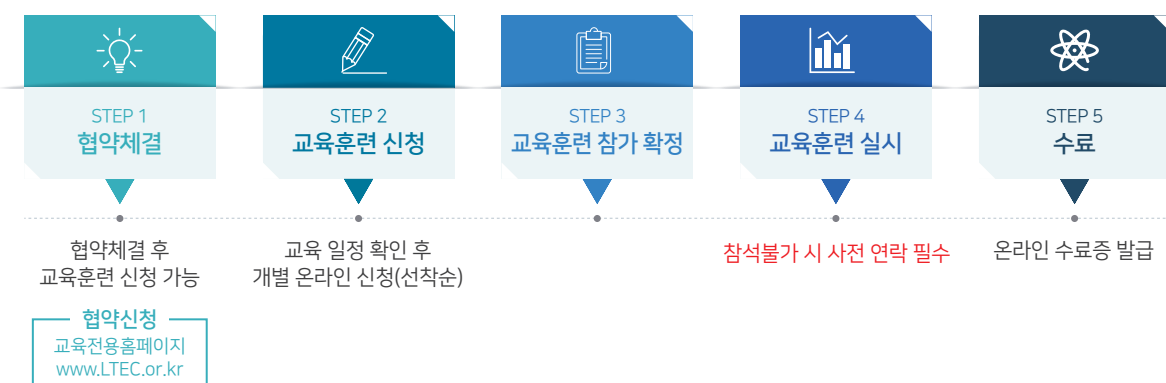 STEP 1
협약체결
STEP 2
교육훈련 신청
STEP 3
교육훈련 참가 확정
STEP 4
교육훈련 실시
STEP 5
수료
협약체결 후
교육훈련 신청 가능
교육 일정 확인 후
개별 온라인 신청(선착순)
참석불가 시 사전 연락 필수
온라인 수료증 발급
협약신청
교육전용홈페이지
www.LTEC.or.kr